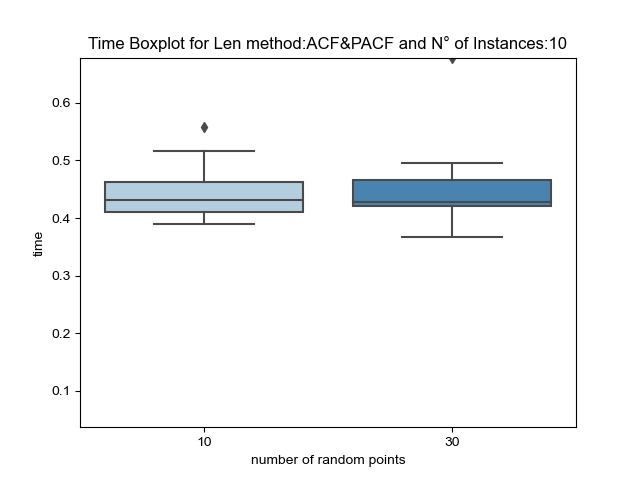 Time Boxplot for Len method:ACF&PACF and N° of Instances:10
0.6
0.5
0.4
0.3
0.2
0.1
time
10
30
number of random points